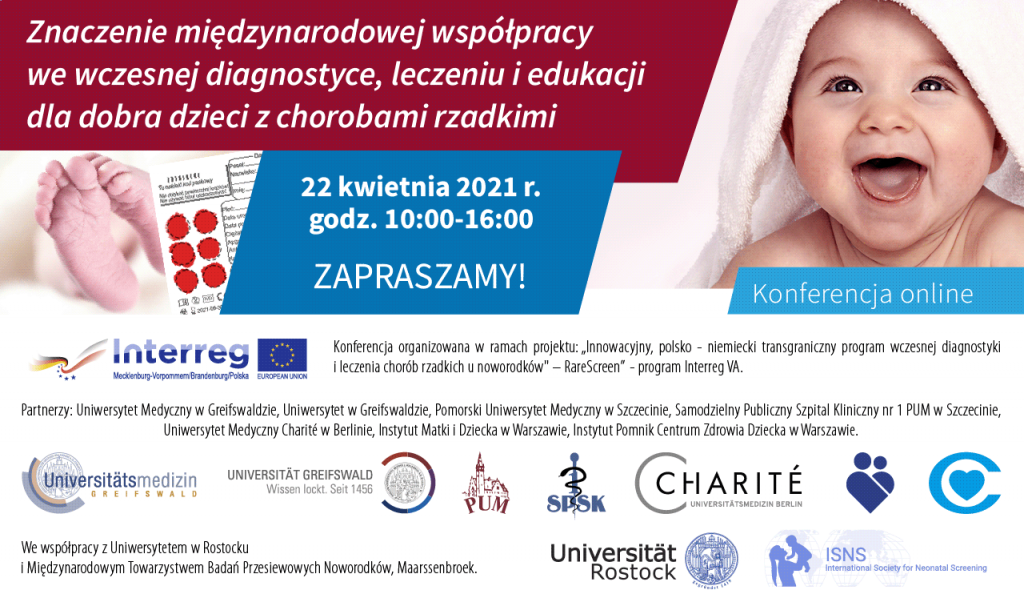 Znaczenie międzynarodowej współpracy
we wczesnej diagnostyce, leczeniu i edukacji
dla dobra dzieci z chorobami rzadkimi
22 kwietnia 2021 r.
godz. 10:00-16:00
ZAPRASZAMY!
Konferencja online
Interreg
Mecklenburg-Vorpommern/Brandenburg/Polska
EUROPEAN UNION
Konferencja organizowana w ramach projektu: „Innowacyjny, polsko - niemiecki transgraniczny program wczesnej diagnostyki
i leczenia chorób rzadkich u noworodków" – RareScreen” - program Interreg VA.
Partnerzy: Uniwersytet Medyczny w Greifswaldzie, Uniwersytet w Greifswaldzie, Pomorski Uniwersytet Medyczny w Szczecinie, Samodzielny Publiczny Szpital Kliniczny nr 1 PUM w Szczecinie,
Uniwersytet Medyczny Charité w Berlinie, Instytut Matki i Dziecka w Warszawie, Instytut Pomnik Centrum Zdrowia Dziecka w Warszawie.
Universitätsmedizin
GREIFSWALD
UNIVERSITÄT GREIFSWALD
Wissen lockt. Seit 1456
PUM
SPSK
CHARITÉ
UNIVERSITÄTSMEDIZIN BERLIN
We współpracy z Uniwersytetem w Rostocku
i Międzynarodowym Towarzystwem Badań Przesiewowych Noworodków, Maarssenbroek.
Universität
Rostock
ISNS
International Society for Neonatal Screening